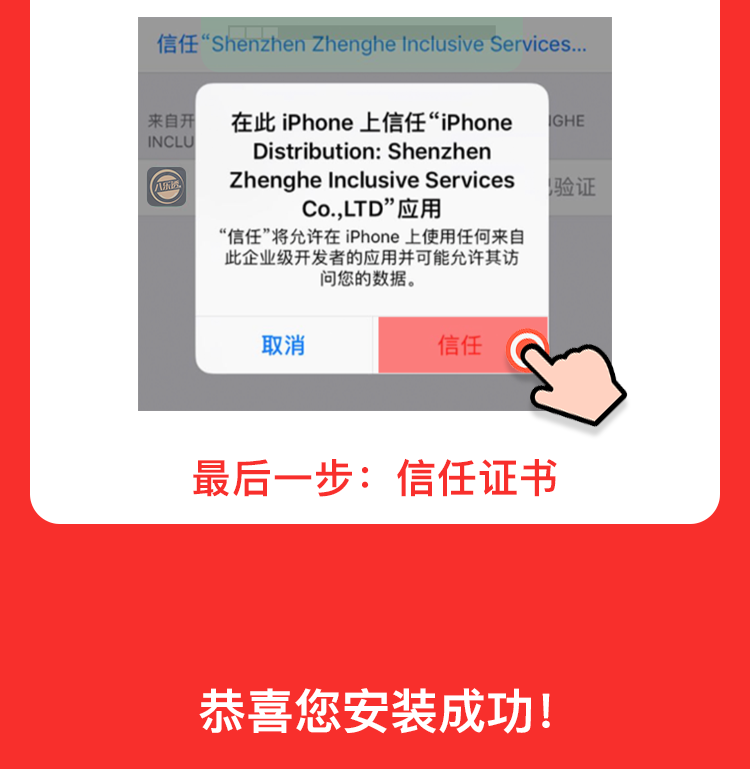 信任“Shenzhen Zhenghe Inclusive Services...
来自开
GHE
INCLU
在此 iPhone 上信任“iPhone
Distribution: Shenzhen
Zhenghe Inclusive Services
Co.,LTD”应用
验证
“信任”将允许在 iPhone 上使用任何来自
此企业级开发者的应用并可能允许其访
问您的数据。
取消
信任
最后一步：信任证书
恭喜您安装成功！